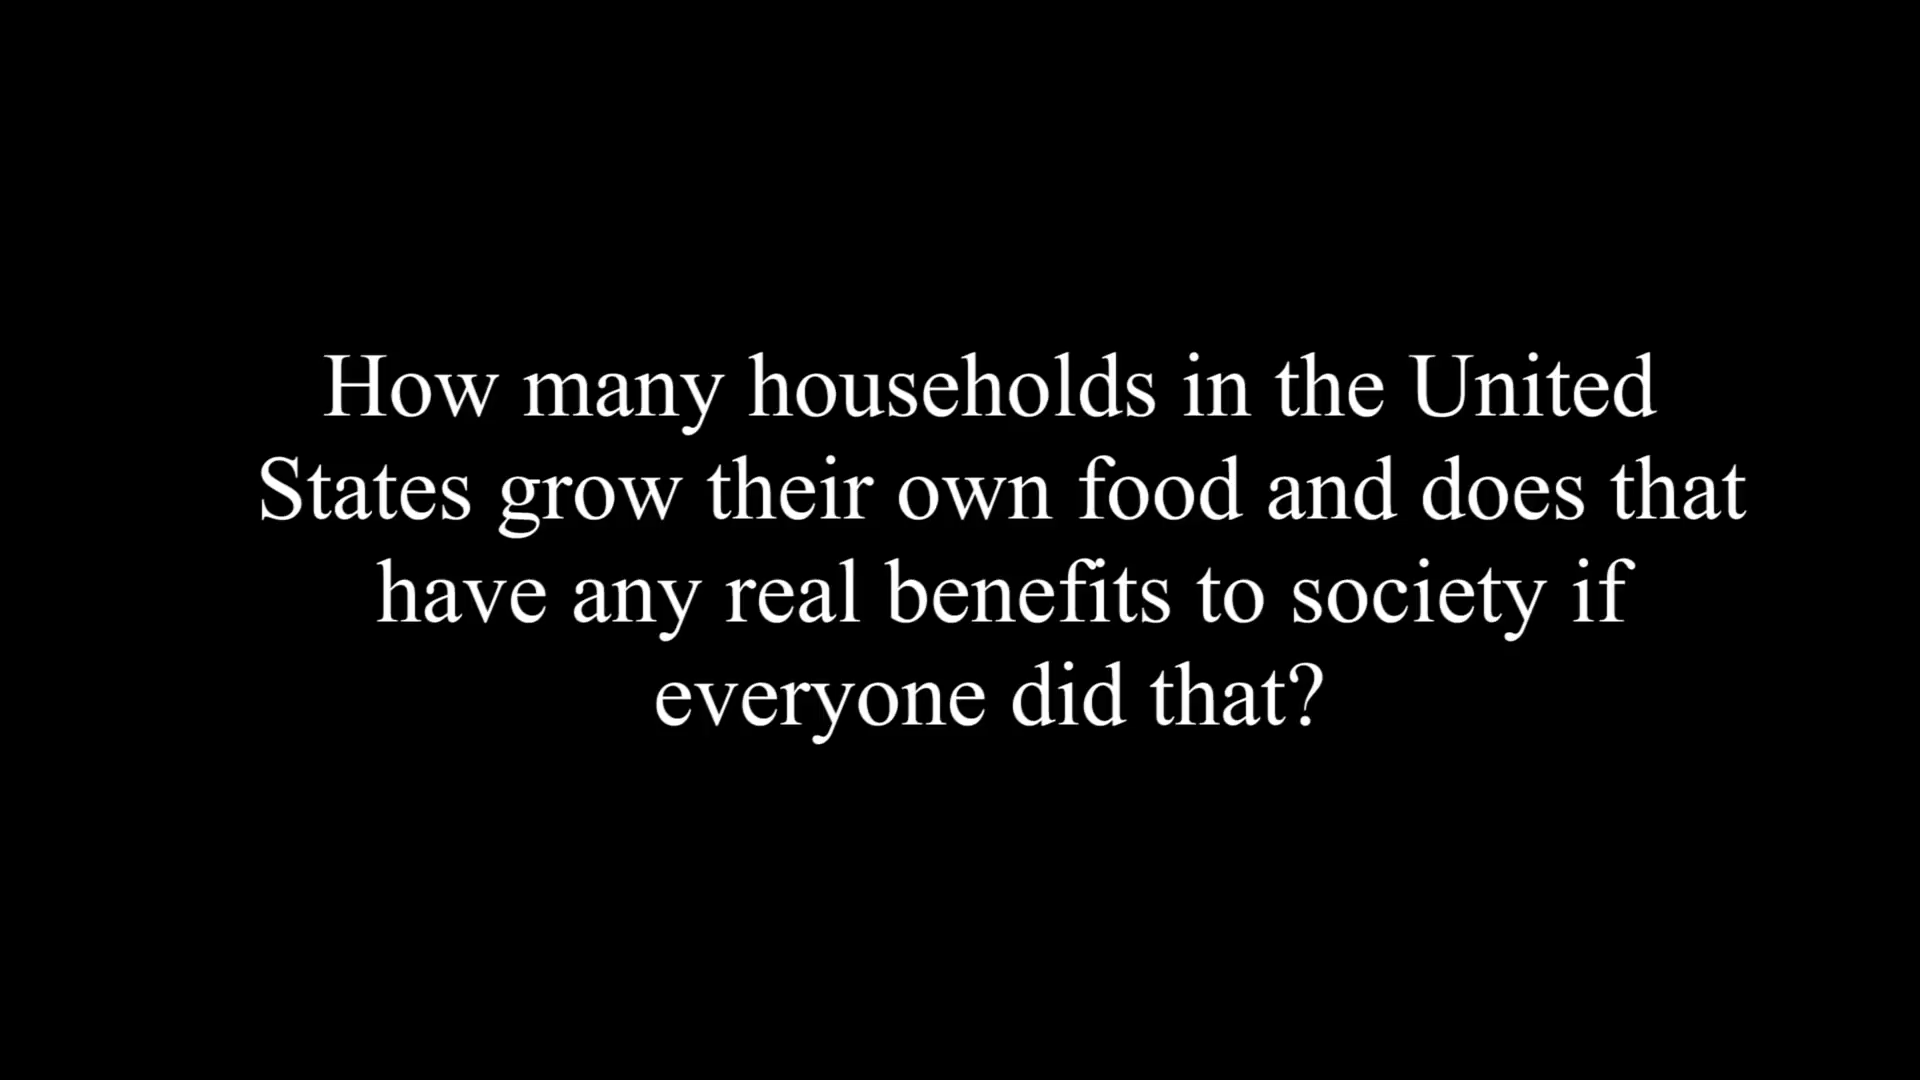 How many households in the United
States grow their own food and does that
have any real benefits to society if
everyone did that?